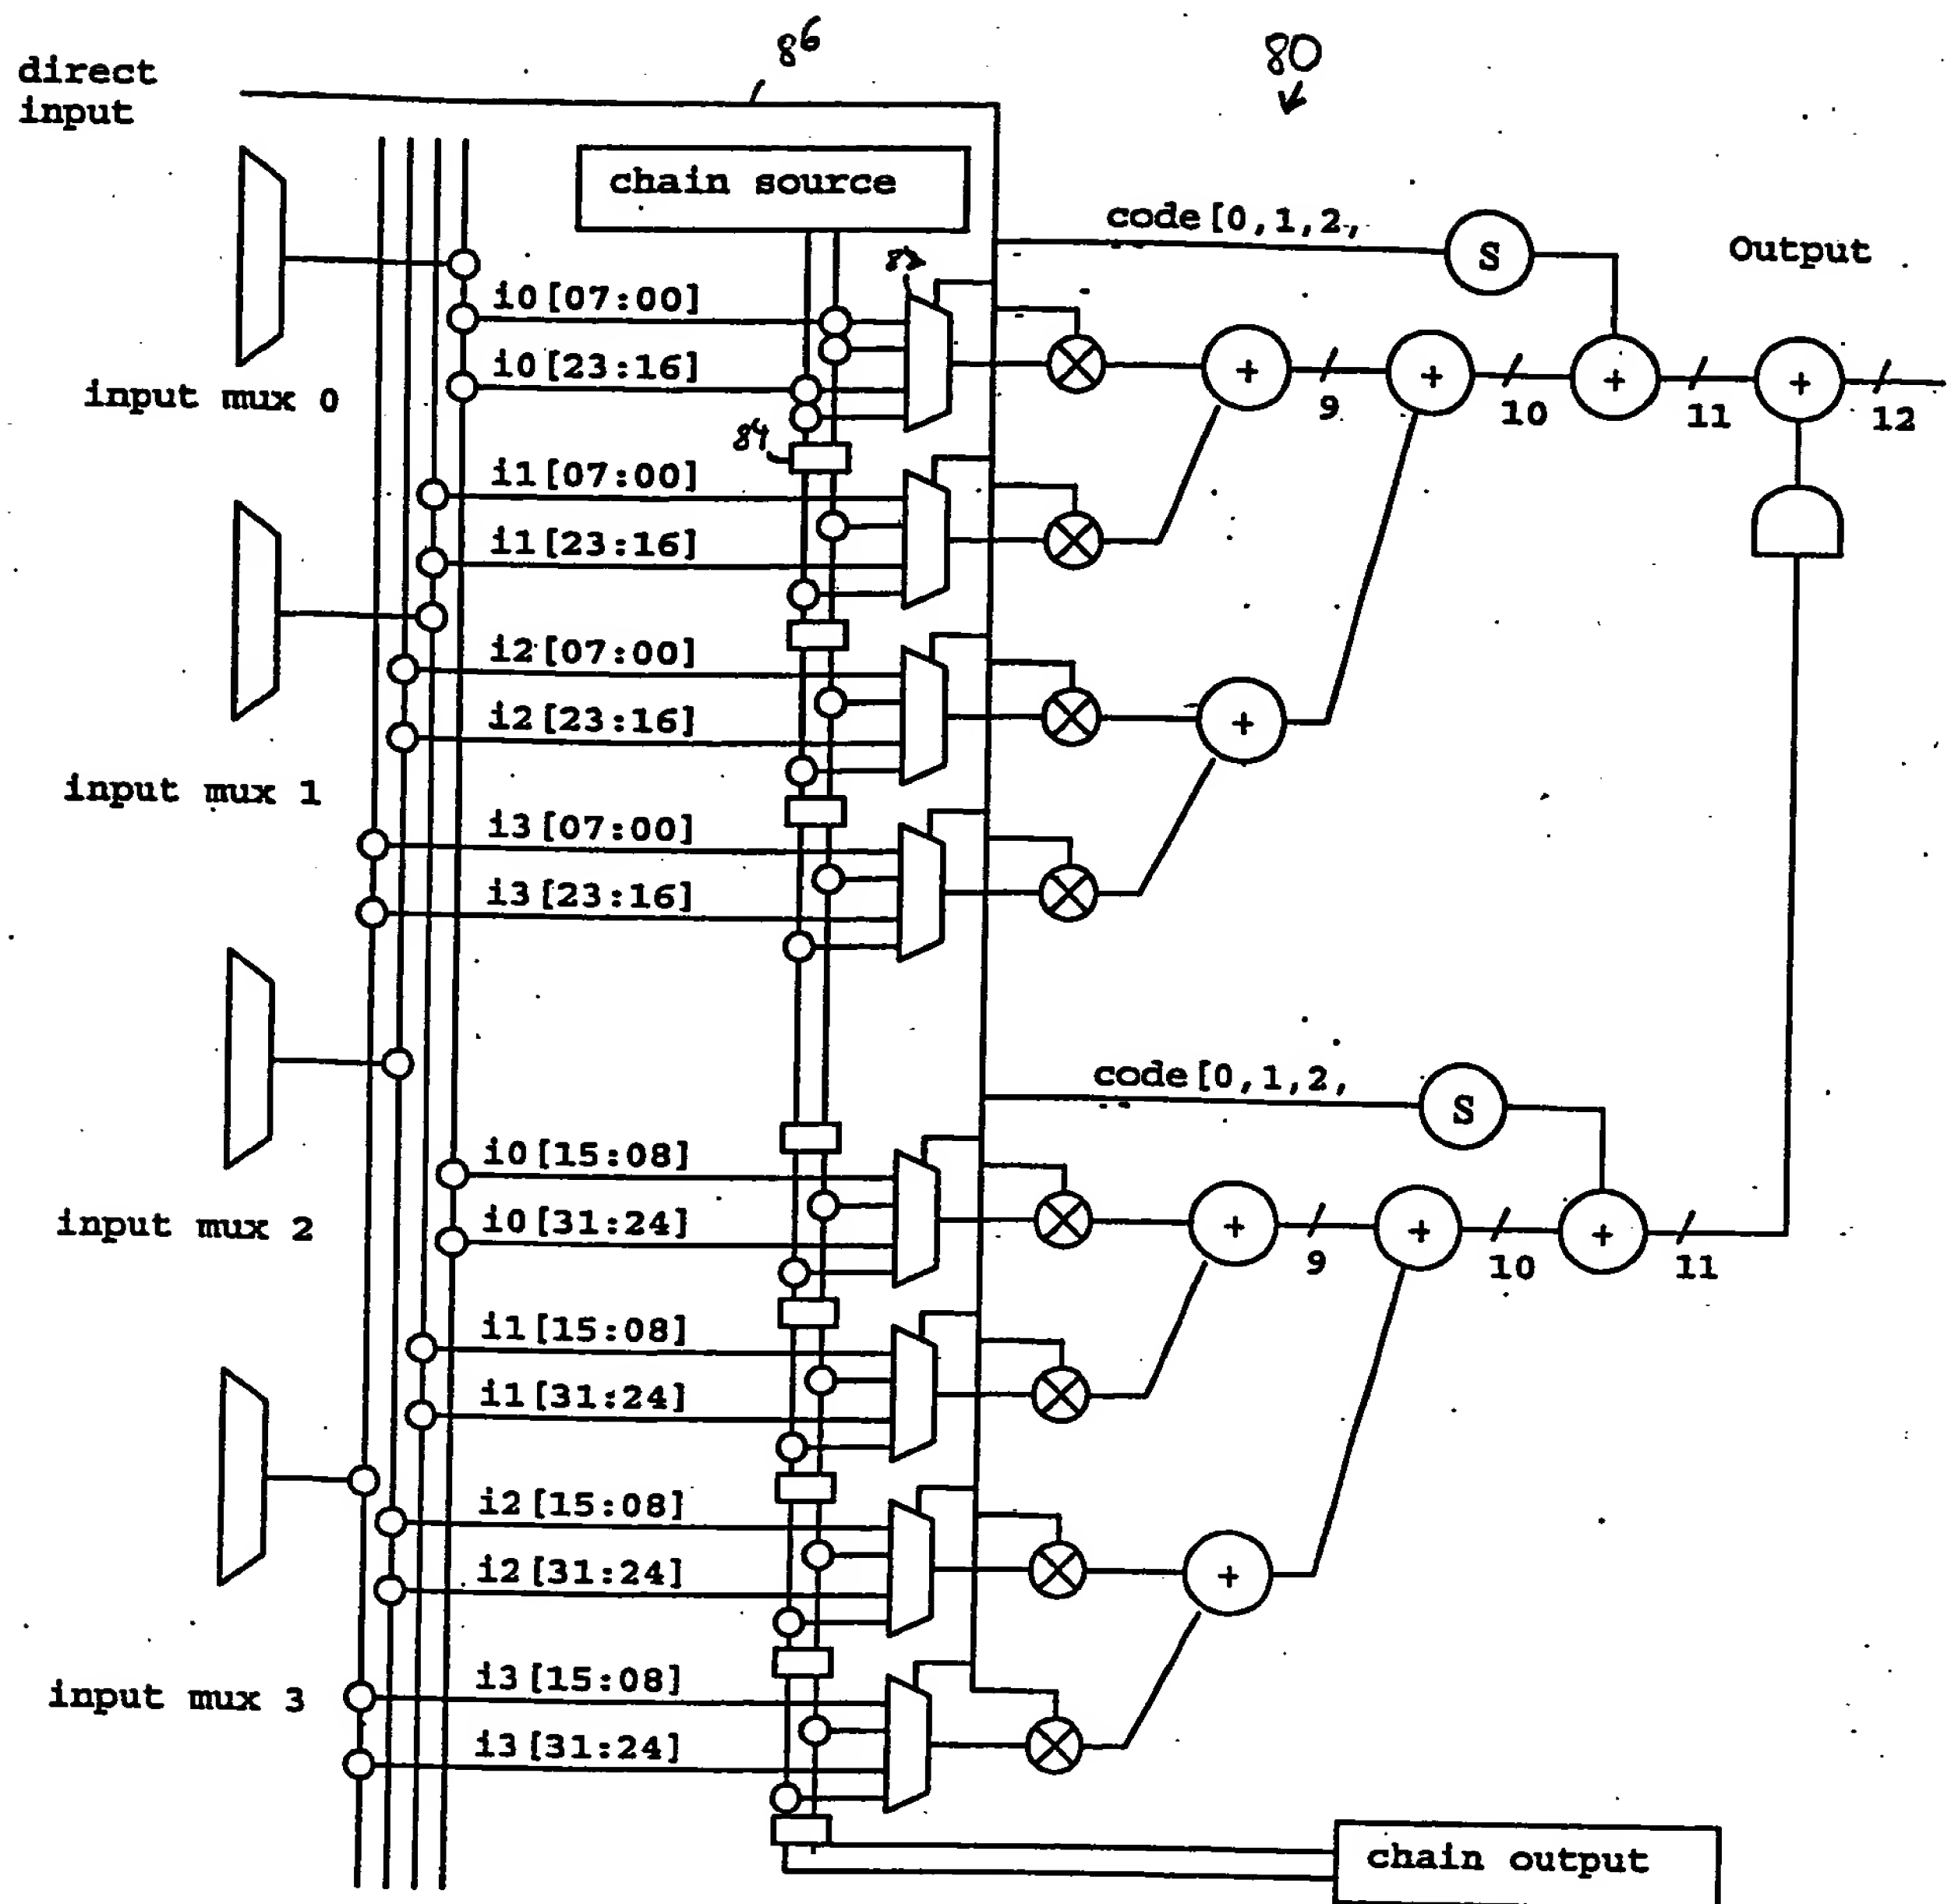 86
80
direct
input
chain source
code[0,1,2,
S
Output
82
i0[07:00]
i0[23:16]
input mux 0
+
9
+
10
+
11
+
12
84
i1[07:00]
i1[23:16]
i2[07:00]
i2[23:16]
+
input mux 1
i3[07:00]
i3[23:16]
code[0,1,2,
S
i0[15:08]
i0[31:24]
input mux 2
+
9
+
10
+
11
i1[15:08]
i1[31:24]
i2[15:08]
i2[31:24]
+
i3[15:08]
input mux 3
i3[31:24]
chain output